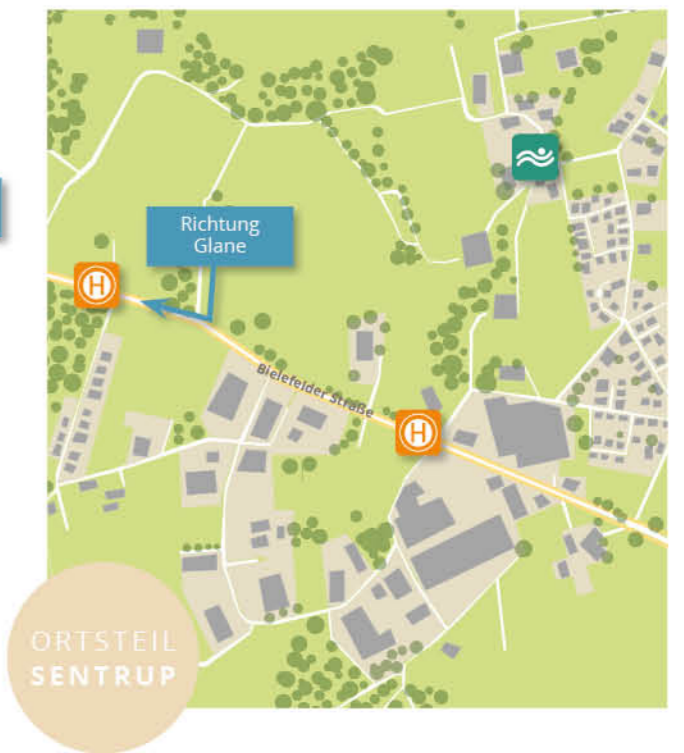 Richtung
Glane
H
Bielefelder Straße
H
ORTSTEIL
SENTRUP